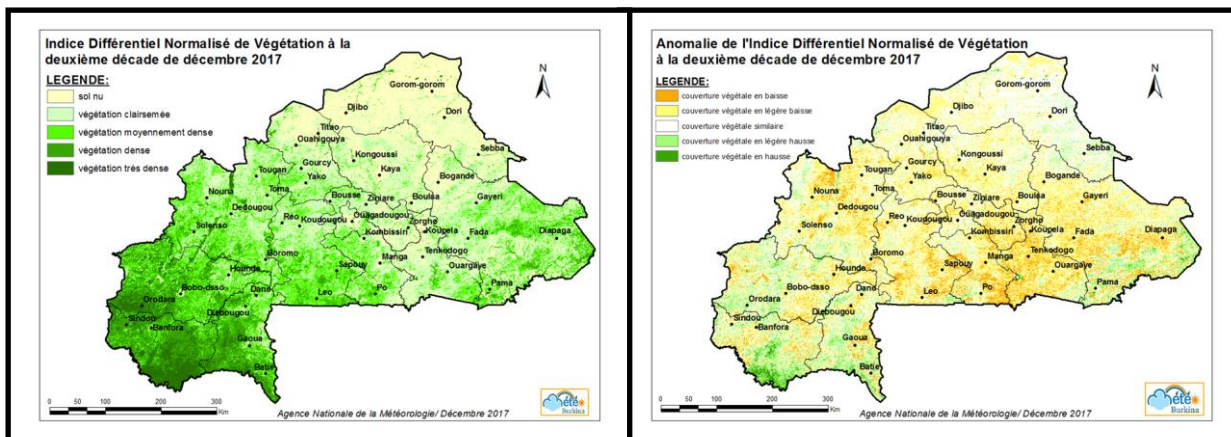 Indice Différentiel Normalisé de Végétation à la
deuxième décade de décembre 2017
LEGENDE:
sol nu
végétation clairsemée
végétation moyennement dense
végétation dense
végétation très dense
N
Gorom-gorom
Djibo
Dori
Titao
Ouahigouya
Sebba
Kongoussi
Gourcy
Tougan
Kaya
Yako
Bogande
Toma
Nouna
Bousse
Ziniare
Boulsa
Gayeri
Dedougou
Reo
Koudougou
Ouagadougou
Zorgho
Solenso
Kombissiri
Koupela
Fada
Diapaga
Tenkodogo
Boromo
Manga
Sapouy
Ouargaye
Hounde
Pama
Bobo-dsso
Dano
Leo
Po
Orodara
Diebougou
Sindou
Banfora
Gaoua
Batie
0 50 100 200 300
Km
Agence Nationale de la Météorologie/ Décembre 2017
été
Burkina
Anomalie de l'Indice Différentiel Normalisé de Végétation
à la deuxième décade de décembre 2017
LEGENDE:
couverture végétale en baisse
couverture végétale en légère baisse
couverture végétale similaire
couverture végétale en légère hausse
couverture végétale en hausse
N
Gorom-gorom
Djibo
Dori
Titao
Ouahigouya
Sebba
Kongoussi
Gourcy
Tougan
Kaya
Yako
Bogande
Toma
Nouna
Bousse
Ziniare
Boulsa
Gayeri
Dedougou
Reo
Koudougou
Ouagadougou
Zorgho
Solenso
Kombissiri
Koupela
Fada
Diapaga
Tenkodogo
Boromo
Manga
Sapouy
Ouargaye
Hounde
Pama
Bobo-dsso
Dano
Leo
Po
Orodara
Diebougou
Sindou
Banfora
Gaoua
Batie
0 50 100 200 300
Km
Agence Nationale de la Météorologie/ Décembre 2017
été
Burkina